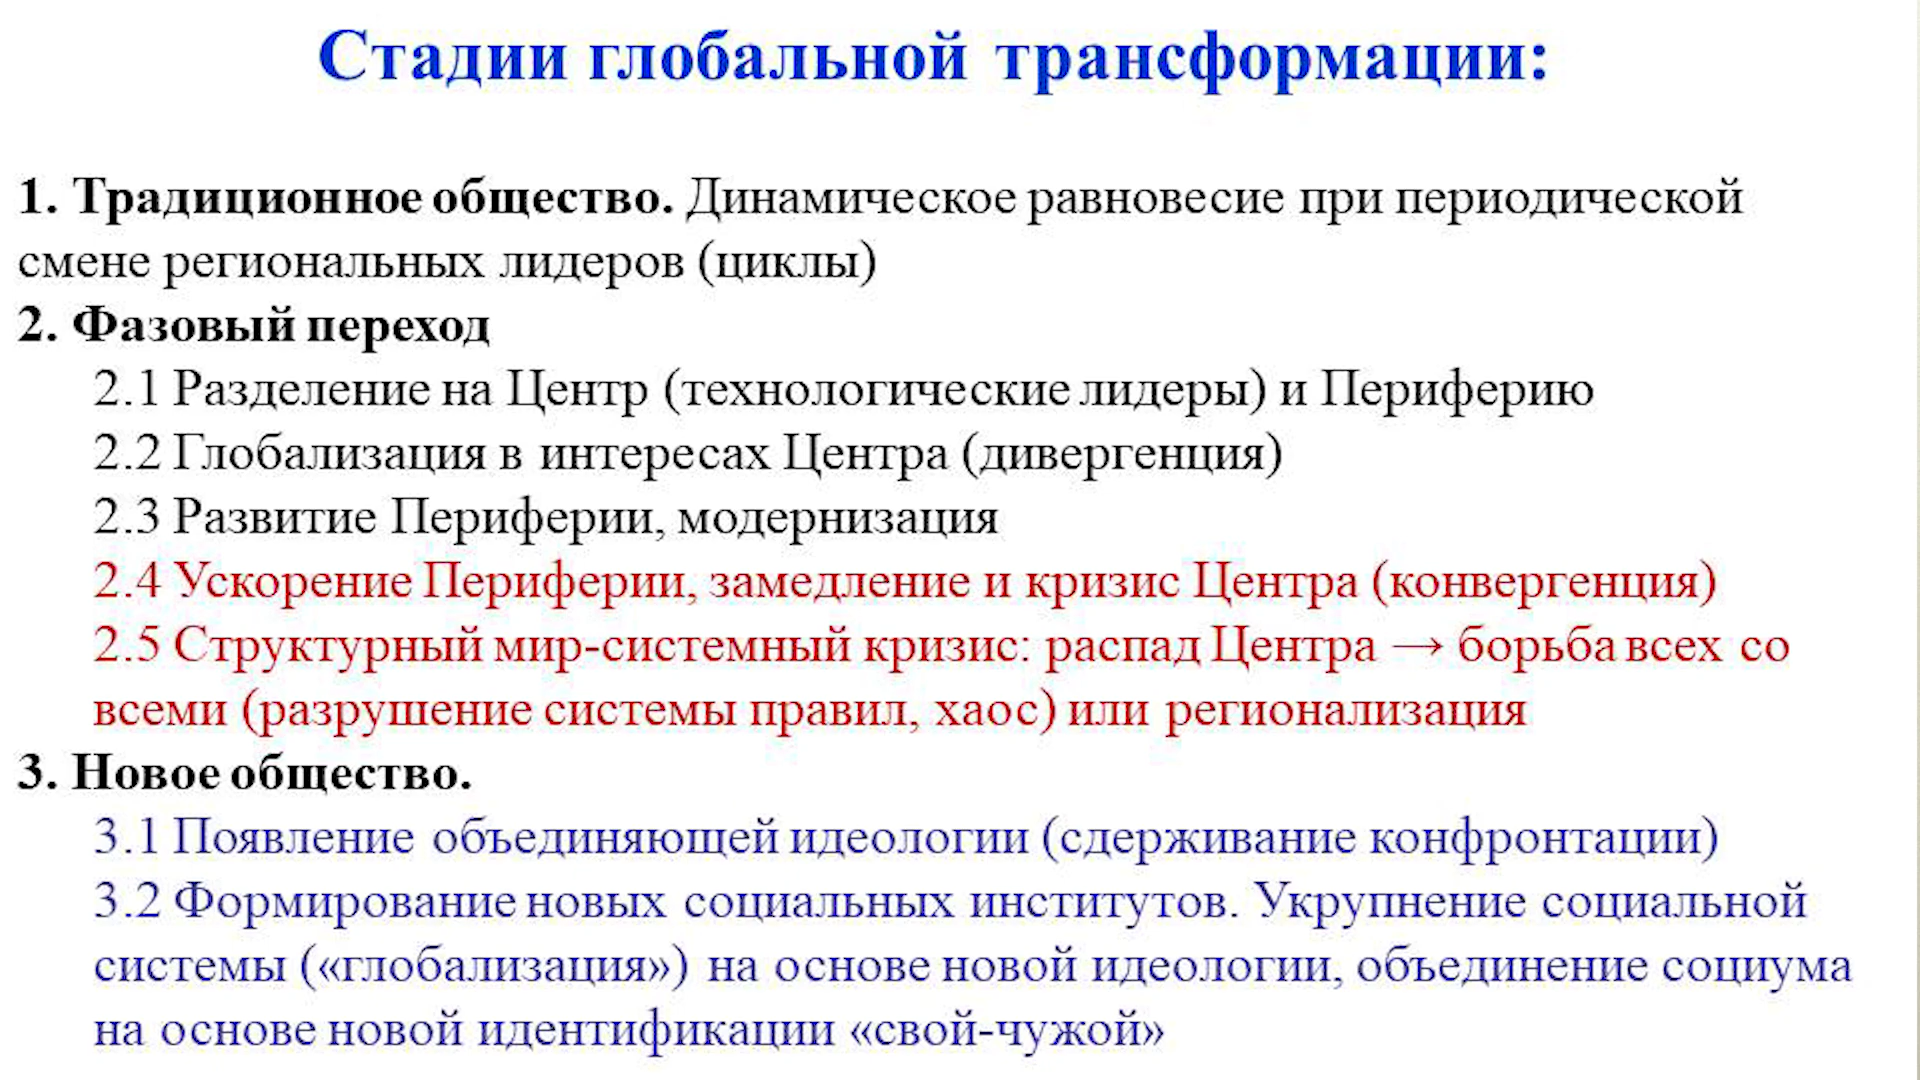 Стадии глобальной трансформации:
1. Традиционное общество. Динамическое равновесие при периодической
смене региональных лидеров (циклы)
2. Фазовый переход
2.1 Разделение на Центр (технологические лидеры) и Периферию
2.2 Глобализация в интересах Центра (дивергенция)
2.3 Развитие Периферии, модернизация
2.4 Ускорение Периферии, замедление и кризис Центра (конвергенция)
2.5 Структурный мир-системный кризис: распад Центра → борьба всех со
всеми (разрушение системы правил, хаос) или регионализация
3. Новое общество.
3.1 Появление объединяющей идеологии (сдерживание конфронтации)
3.2 Формирование новых социальных институтов. Укрупнение социальной
системы («глобализация») на основе новой идеологии, объединение социума
на основе новой идентификации «свой-чужой»